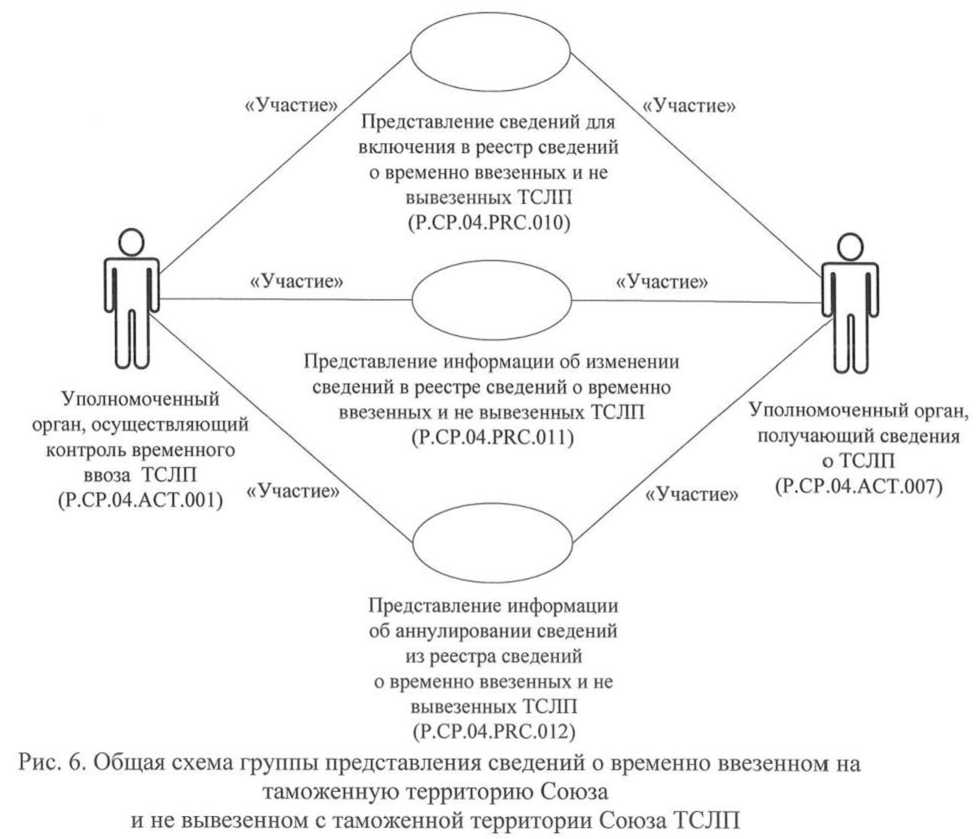 «Участие»
«Участие»
Представление сведений для
включения в реестр сведений
о временно ввезенных и не
вывезенных ТСЛП
(P.CP.04.PRC.010)
«Участие»
«Участие»
Представление информации об изменении
сведений в реестре сведений о временно
ввезенных и не вывезенных ТСЛП
(P.CP.04.PRC.011)
Уполномоченный
орган, осуществляющий
контроль временного
ввоза ТСЛП
(P.CP.04.ACT.001)
Уполномоченный орган,
получающий сведения
о ТСЛП
(P.CP.04.ACT.007)
«Участие»
«Участие»
Представление информации
об аннулировании сведений
из реестра сведений
о временно ввезенных и не
вывезенных ТСЛП
(P.CP.04.PRC.012)
Рис. 6. Общая схема группы представления сведений о временно ввезенном на
таможенную территорию Союза
и не вывезенном с таможенной территории Союза ТСЛП